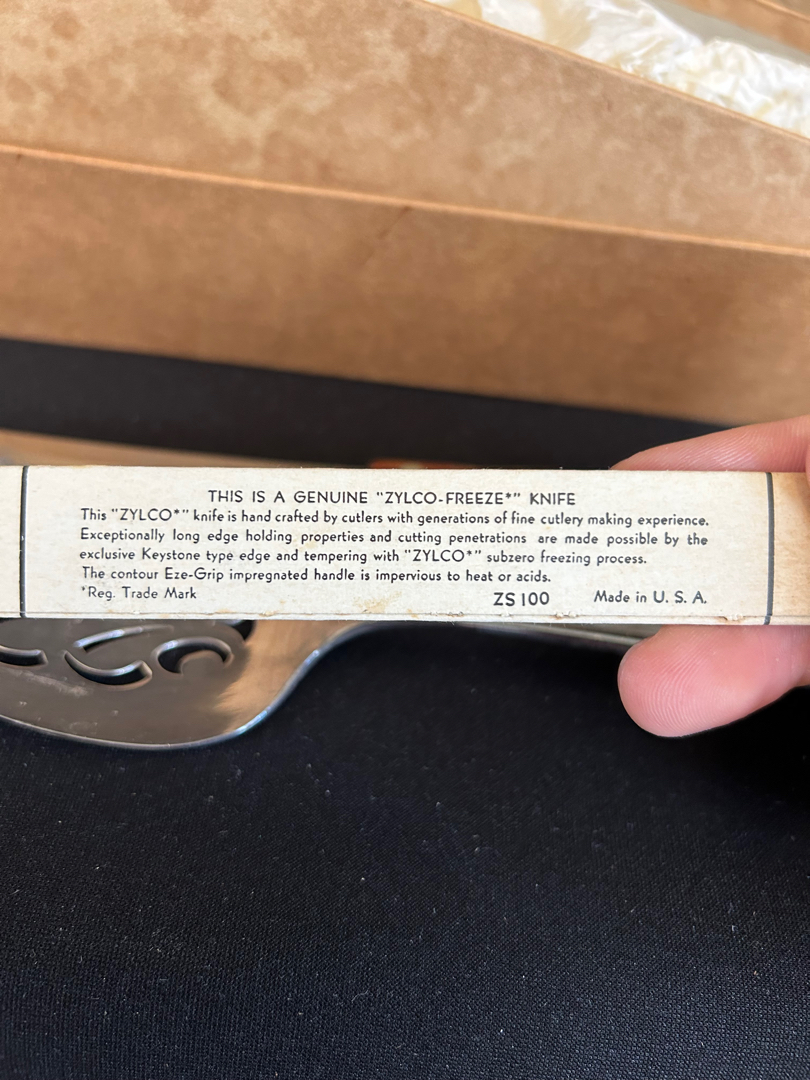 THIS IS A GENUINE "ZYLCO-FREEZE*" KNIFE
This "ZYLCO*" knife is hand crafted by cutlers with generations of fine cutlery making experience.
Exceptionally long edge holding properties and cutting penetrations are made possible by the
exclusive Keystone type edge and tempering with "ZYLCO*" subzero freezing process.
The contour Eze-Grip impregnated handle is impervious to heat or acids.
*Reg. Trade Mark ZS 100 Made in U. S. A.